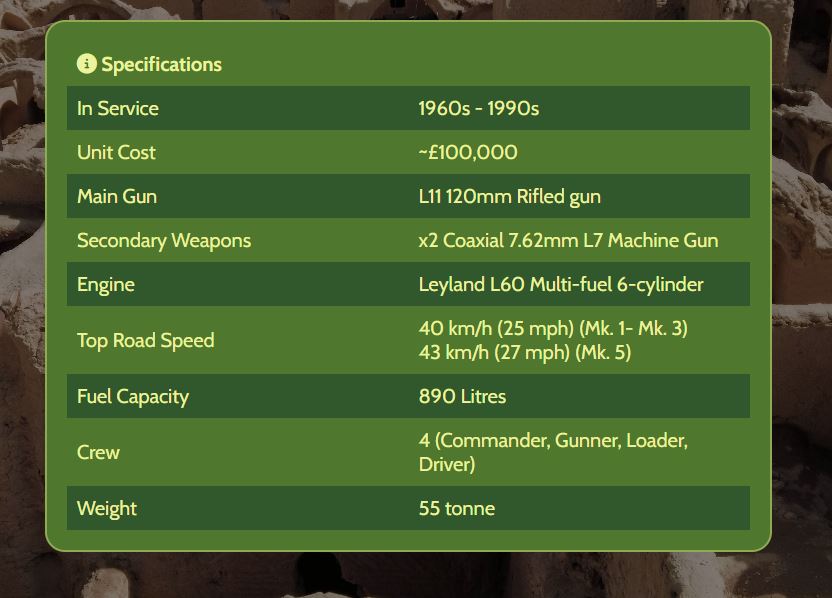 Specifications
In Service 1960s - 1990s
Unit Cost ~£100,000
Main Gun L11 120mm Rifled gun
Secondary Weapons x2 Coaxial 7.62mm L7 Machine Gun
Engine Leyland L60 Multi-fuel 6-cylinder
Top Road Speed 40 km/h (25 mph) (Mk. 1- Mk. 3)
43 km/h (27 mph) (Mk. 5)
Fuel Capacity 890 Litres
Crew 4 (Commander, Gunner, Loader,
Driver)
Weight 55 tonne